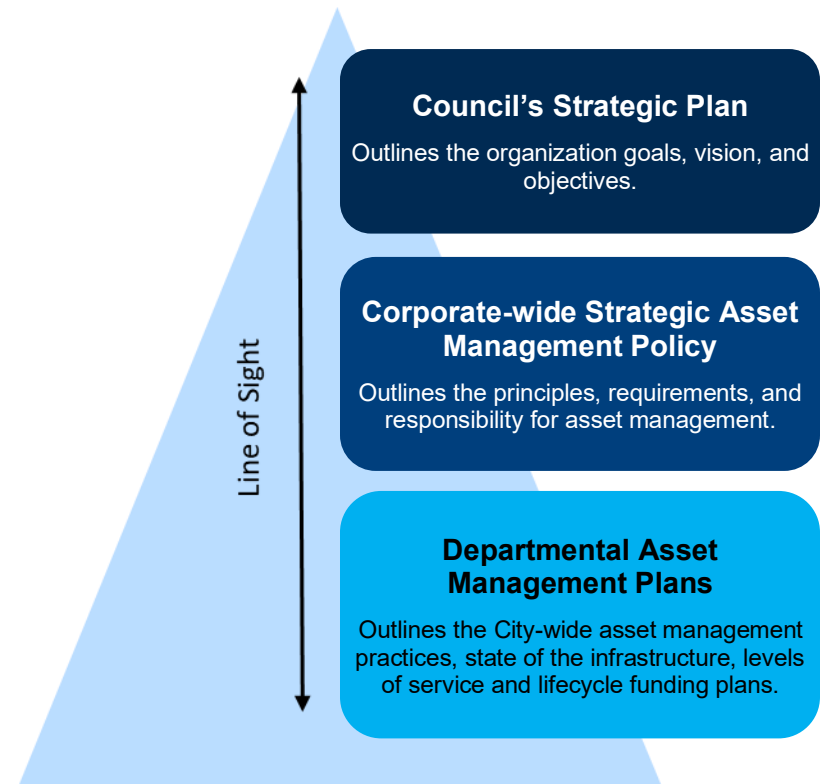 Council’s Strategic Plan
Outlines the organization goals, vision, and
objectives.
Line of Sight
Corporate-wide Strategic Asset
Management Policy
Outlines the principles, requirements, and
responsibility for asset management.
Departmental Asset
Management Plans
Outlines the City-wide asset management
practices, state of the infrastructure, levels
of service and lifecycle funding plans.